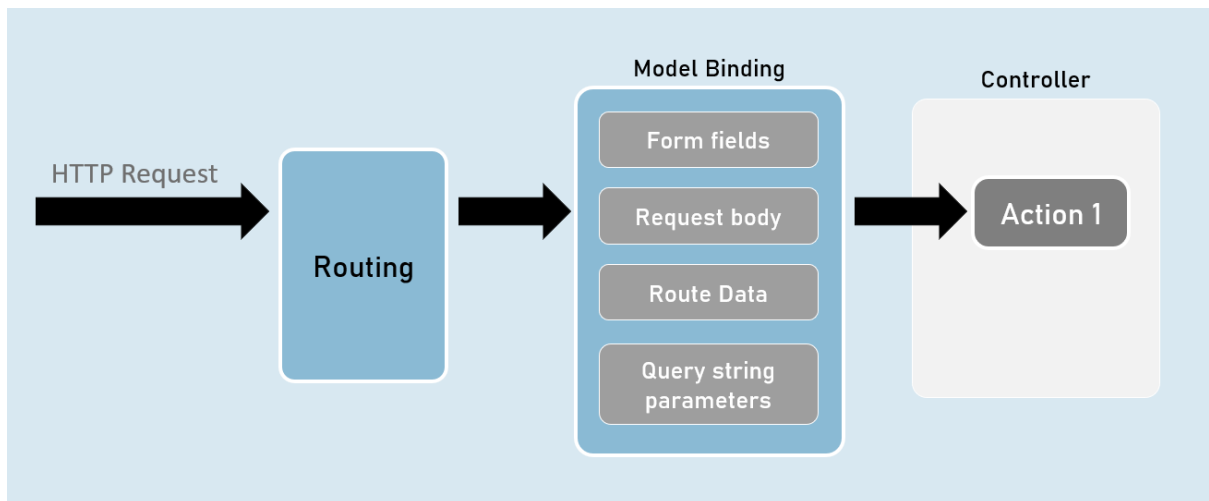 HTTP Request
Routing
Model Binding
Form fields
Request body
Route Data
Query string
parameters
Controller
Action 1